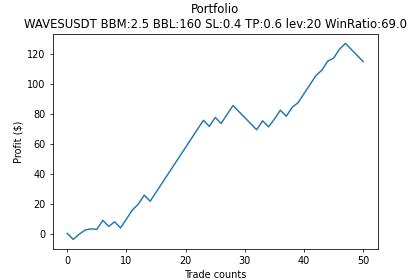 Portfolio
WAVESUSDT BBM:2.5 BBL:160 SL:0.4 TP:0.6 lev:20 WinRatio:69.0
120
100
80
60
40
20
0
Profit ($)
0 10 20 30 40 50
Trade counts